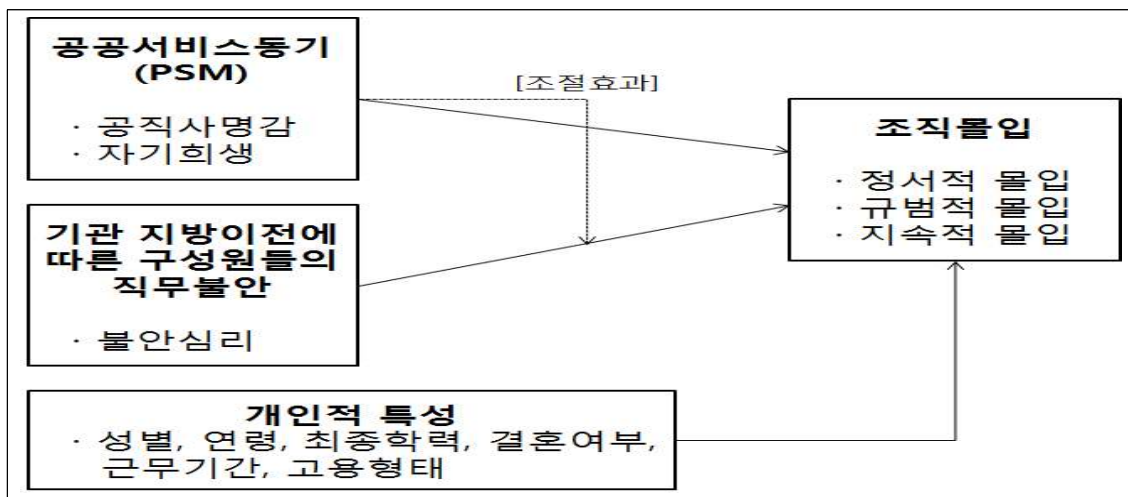 공공서비스동기
(PSM)
· 공직사명감
· 자기희생
[조절효과]
조직몰입
· 정서적 몰입
· 규범적 몰입
· 지속적 몰입
기관 지방이전에
따른 구성원들의
직무불안
· 불안심리
개인적 특성
· 성별, 연령, 최종학력, 결혼여부,
근무기간, 고용형태